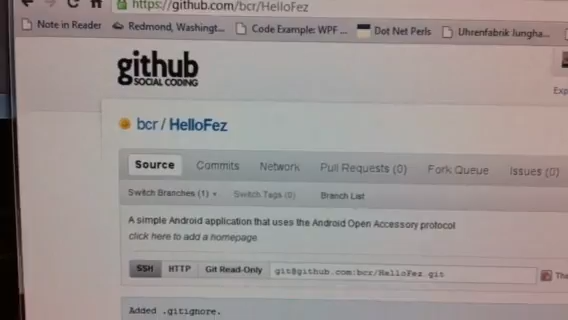 https://github.com/bcr/HelloFez
Note in Reader Redmond, Washingt... Code Example: WPF ... Dot Net Perls Uhrenfabrik Jungha...
github
SOCIAL CODING
Exp
bcr / HelloFez
Source Commits Network Pull Requests (0) Fork Queue Issues (0)
Switch Branches (1) Switch Tags (0) Branch List
A simple Android application that uses the Android Open Accessory protocol
click here to add a homepage
SSH HTTP Git Read-Only git@github.com:bcr/HelloFez.git The
Added .gitignore.